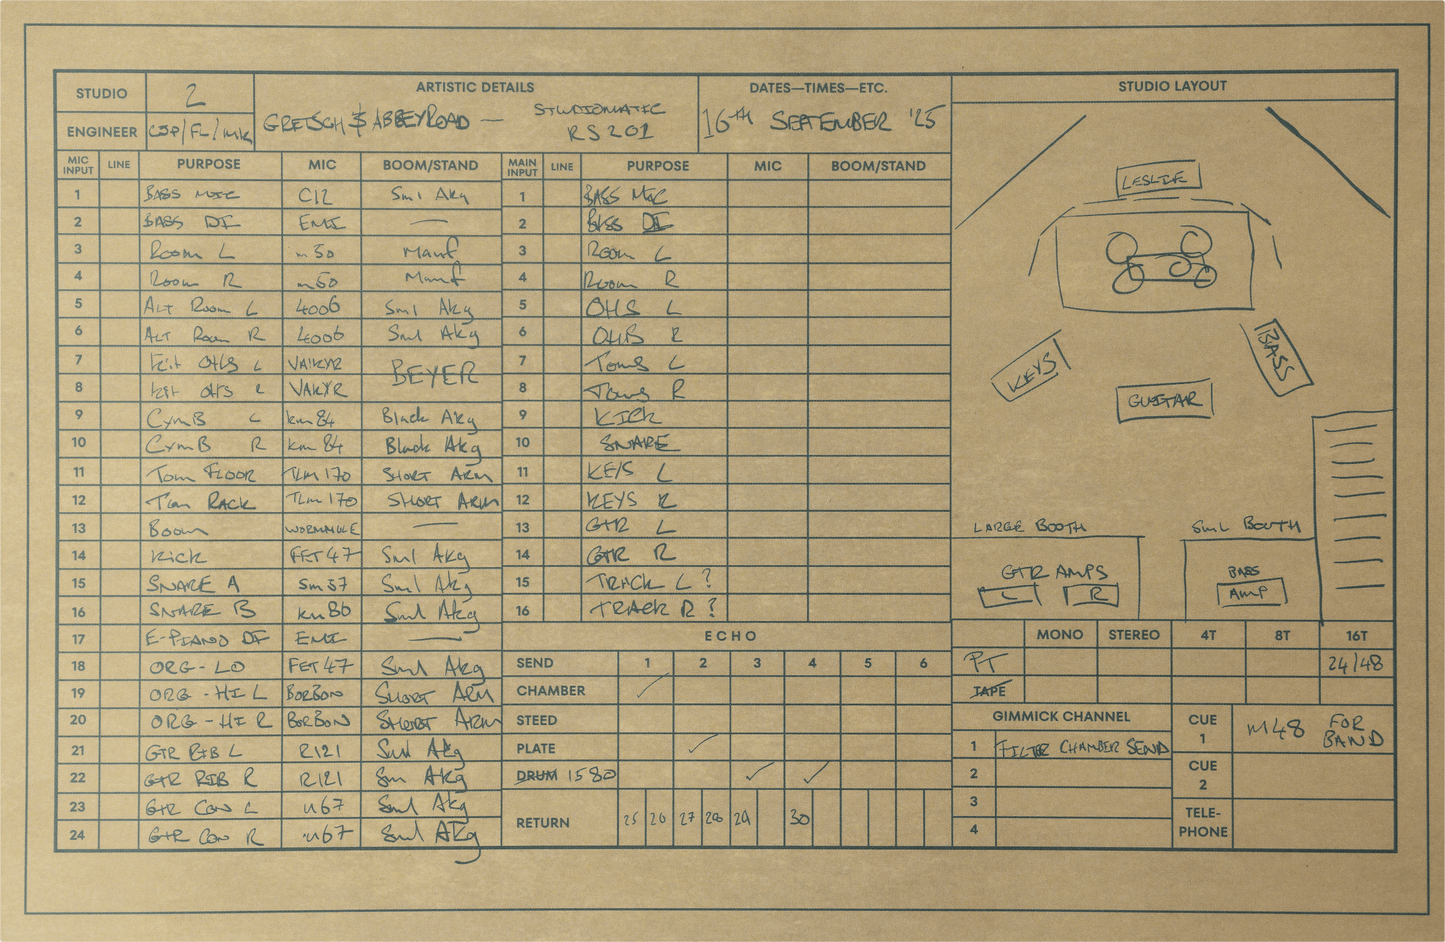 STUDIO 2
ENGINEER CSP/FL/MK
ARTISTIC DETAILS
GRETSCH $ ABBEYROAD — STUDIOMATIC
RS201
DATES—TIMES—ETC.
16TH SEPTEMBER '25
STUDIO LAYOUT
MIC INPUT LINE PURPOSE MIC BOOM/STAND
1 BASS MIC C12 Sml Akg
2 BASS DI EMI —
3 Room L m50 Manf
4 Room R m50 Manf
5 ALT Room L 4006 Sml Akg
6 ALT Room R 4006 Sml Akg
7 Kit OHS L VALKYR BEYER
8 Kit OHS R VALKYR
9 CYMB L km84 Black Akg
10 CYMB R km84 Black Akg
11 Tom FLOOR TLM170 SHORT ARM
12 Tom RACK TLM170 SHORT ARM
13 Boom WORMHOLE —
14 Kick FET47 Sml Akg
15 SNARE A Sm57 Sml Akg
16 SNARE B km86 Sml Akg
17 E-PIANO DI EMI —
18 ORG-LO FET47 Sml Akg
19 ORG-HI L BORBON SHORT ARM
20 ORG-HI R BORBON SHORT ARM
21 GTR RIB L R121 Sml Akg
22 GTR RIB R R121 Sm Akg
23 GTR CON L u67 Sml Akg
24 GTR CON R u67 Sml Akg
MAIN INPUT LINE PURPOSE MIC BOOM/STAND
1 BASS MIC
2 BASS DI
3 Room L
4 Room R
5 OHS L
6 OHS R
7 Toms L
8 Toms R
9 KICK
10 SNARE
11 KEYS L
12 KEYS R
13 GTR L
14 GTR R
15 TRACK L ?
16 TRACK R ?
ECHO
SEND 1 2 3 4 5 6
CHAMBER ✓
STEED
PLATE ✓
DRUM 1580 ✓ ✓
RETURN 25 26 27 28 29 30
LESLIE
KEYS
BASS
GUITAR
LARGE BOOTH
GTR AMPS
L R
Sml BOOTH
BASS
AMP
MONO STEREO 4T 8T 16T
PT 24/48
TAPE
GIMMICK CHANNEL
1 FILTER CHAMBER SEND
2
3
4
CUE 1 M48 FOR BAND
CUE 2
TELE-
PHONE